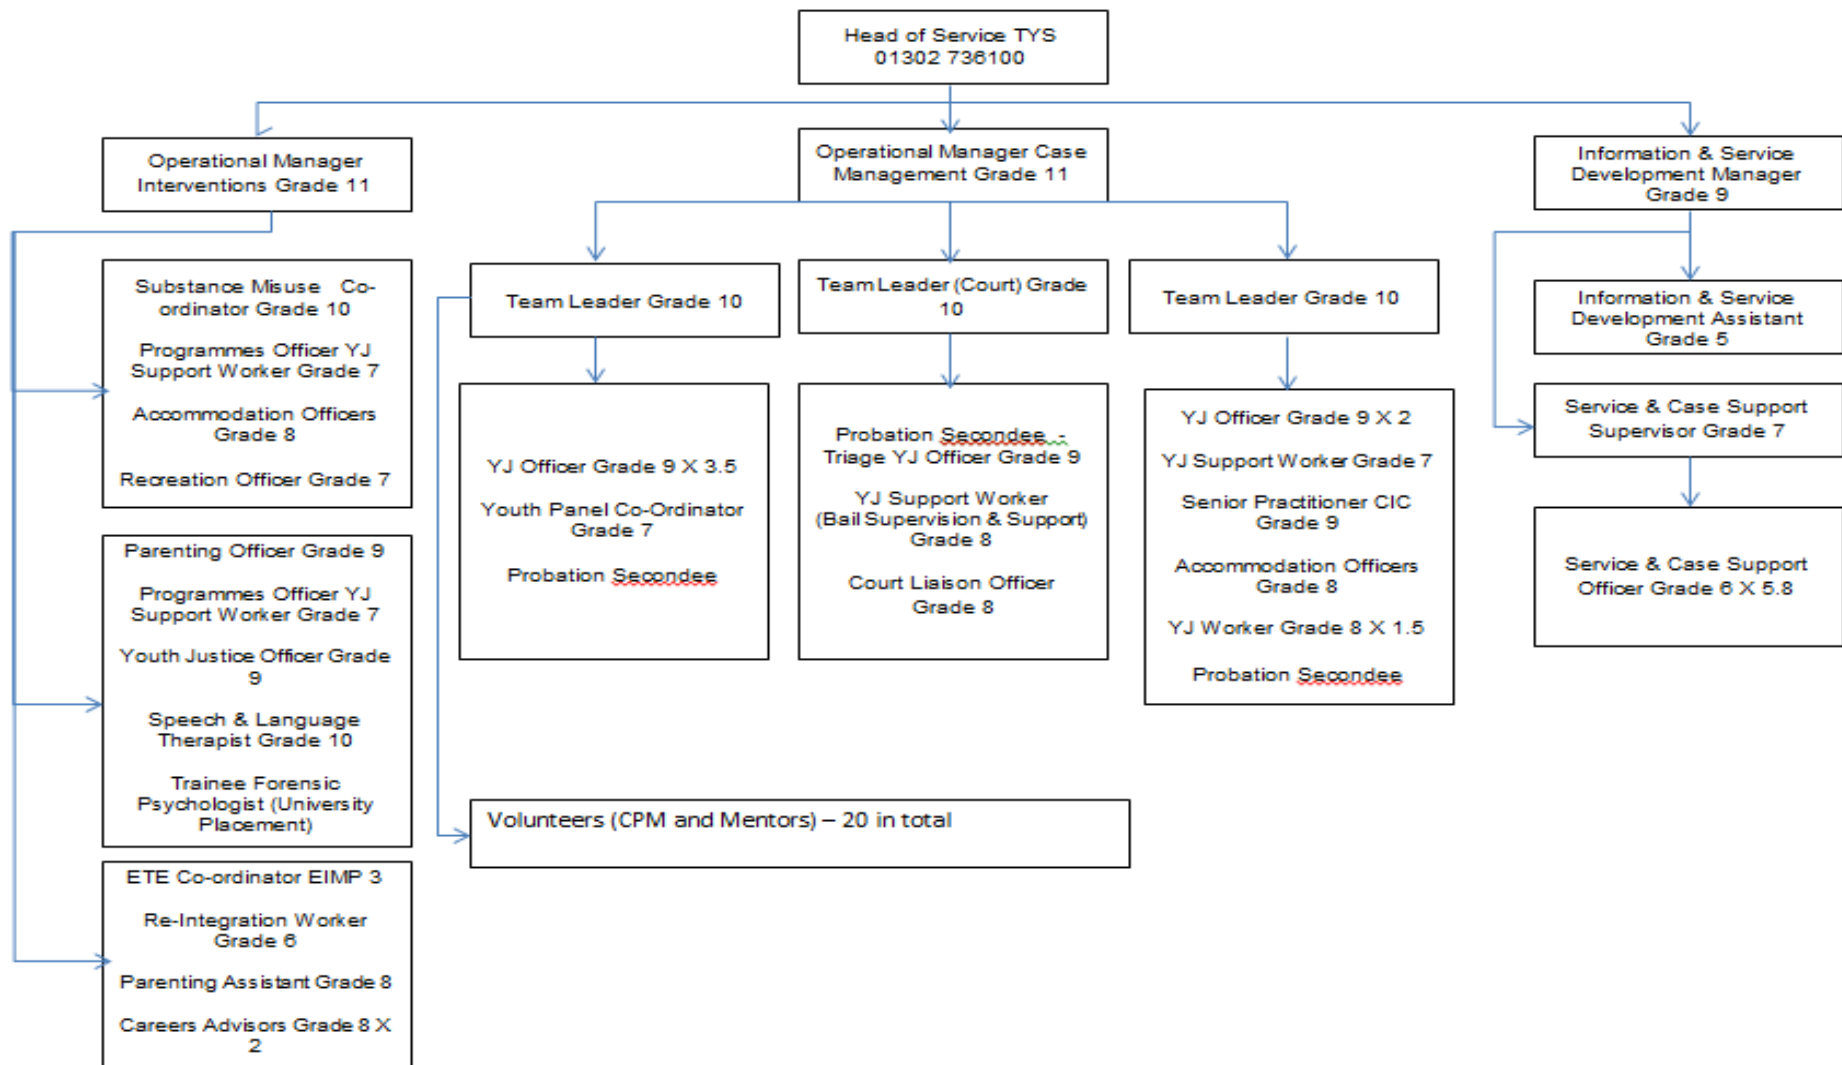 Head of Service TYS
01302 736100
Operational Manager
Interventions Grade 11
Operational Manager Case
Management Grade 11
Information & Service
Development Manager
Grade 9
Substance Misuse Co-
ordinator Grade 10
Programmes Officer YJ
Support Worker Grade 7
Accommodation Officers
Grade 8
Recreation Officer Grade 7
Parenting Officer Grade 9
Programmes Officer YJ
Support Worker Grade 7
Youth Justice Officer Grade
9
Speech & Language
Therapist Grade 10
Trainee Forensic
Psychologist (University
Placement)
ETE Co-ordinator EIMP 3
Re-Integration Worker
Grade 6
Parenting Assistant Grade 8
Careers Advisors Grade 8 X
2
Team Leader Grade 10
YJ Officer Grade 9 X 3.5
Youth Panel Co-Ordinator
Grade 7
Probation Secondee
Volunteers (CPM and Mentors) – 20 in total
Team Leader (Court) Grade
10
Probation Secondee -
Triage YJ Officer Grade 9
YJ Support Worker
(Bail Supervision & Support)
Grade 8
Court Liaison Officer
Grade 8
Team Leader Grade 10
YJ Officer Grade 9 X 2
YJ Support Worker Grade 7
Senior Practitioner CIC
Grade 9
Accommodation Officers
Grade 8
YJ Worker Grade 8 X 1.5
Probation Secondee
Information & Service
Development Assistant
Grade 5
Service & Case Support
Supervisor Grade 7
Service & Case Support
Officer Grade 6 X 5.8